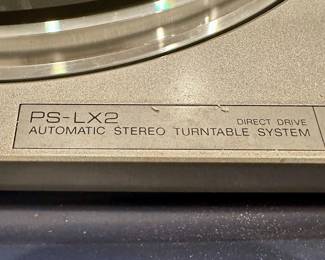 PS-LX2
DIRECT DRIVE
AUTOMATIC STEREO TURNTABLE SYSTEM